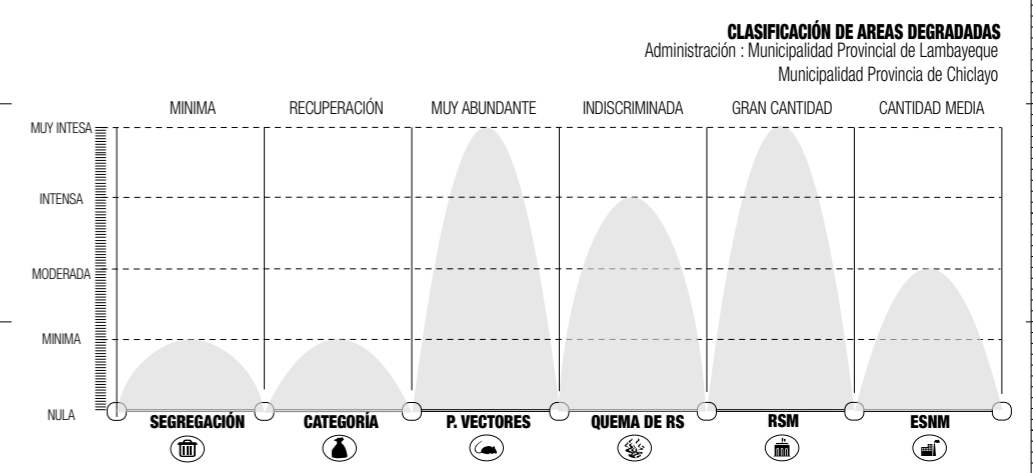 CLASIFICACIÓN DE AREAS DEGRADADAS
Administración : Municipalidad Provincial de Lambayeque
Municipalidad Provincia de Chiclayo
MINIMA RECUPERACIÓN MUY ABUNDANTE INDISCRIMINADA GRAN CANTIDAD CANTIDAD MEDIA
MUY INTESA
INTENSA
MODERADA
MINIMA
NULA
SEGREGACIÓN CATEGORÍA P. VECTORES QUEMA DE RS RSM ESNM